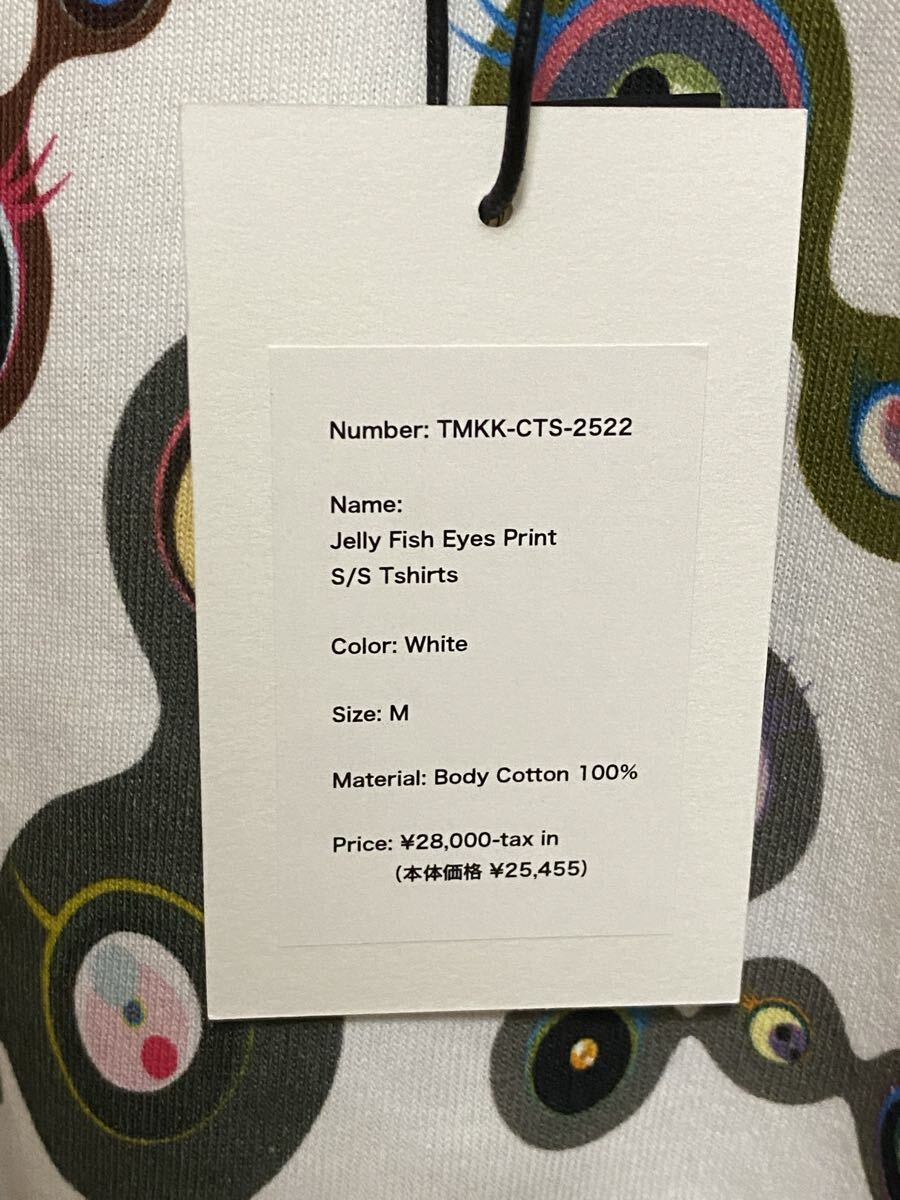 Number: TMKK-CTS-2522
Name:
Jelly Fish Eyes Print
S/S Tshirts
Color: White
Size: M
Material: Body Cotton 100%
Price: ¥28,000-tax in
(本体価格 ¥25,455)